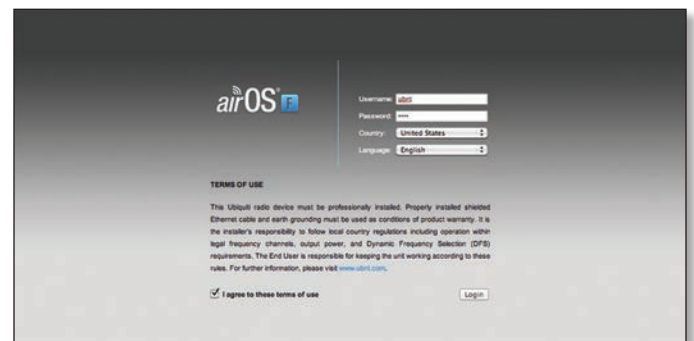 airOS F
Username: ubnt
Password: ••••
Country: United States
Language: English
TERMS OF USE
This Ubiquiti radio device must be professionally installed. Properly installed shielded
Ethernet cable and earth grounding must be used as conditions of product warranty. It is
the installer's responsibility to follow local country regulations including operation within
legal frequency channels, output power, and Dynamic Frequency Selection (DFS)
requirements. The End User is responsible for keeping the unit working according to these
rules. For further information, please visit www.ubnt.com.
I agree to these terms of use
Login